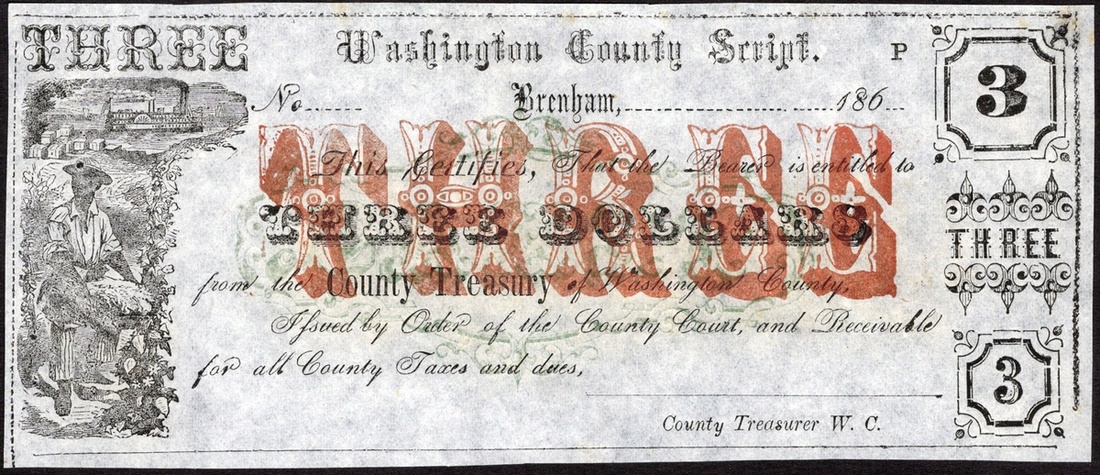 THREE
Washington County Script.
P
3
No........
Brenham, ........................ ......186...
THREE
This Certifies, That the Bearer is entitled to
THREE DOLLARS
from the County Treasury of Washington County,
Issued by Order of the County Court, and Receivable
for all County Taxes and dues,
THREE
3
County Treasurer W. C.